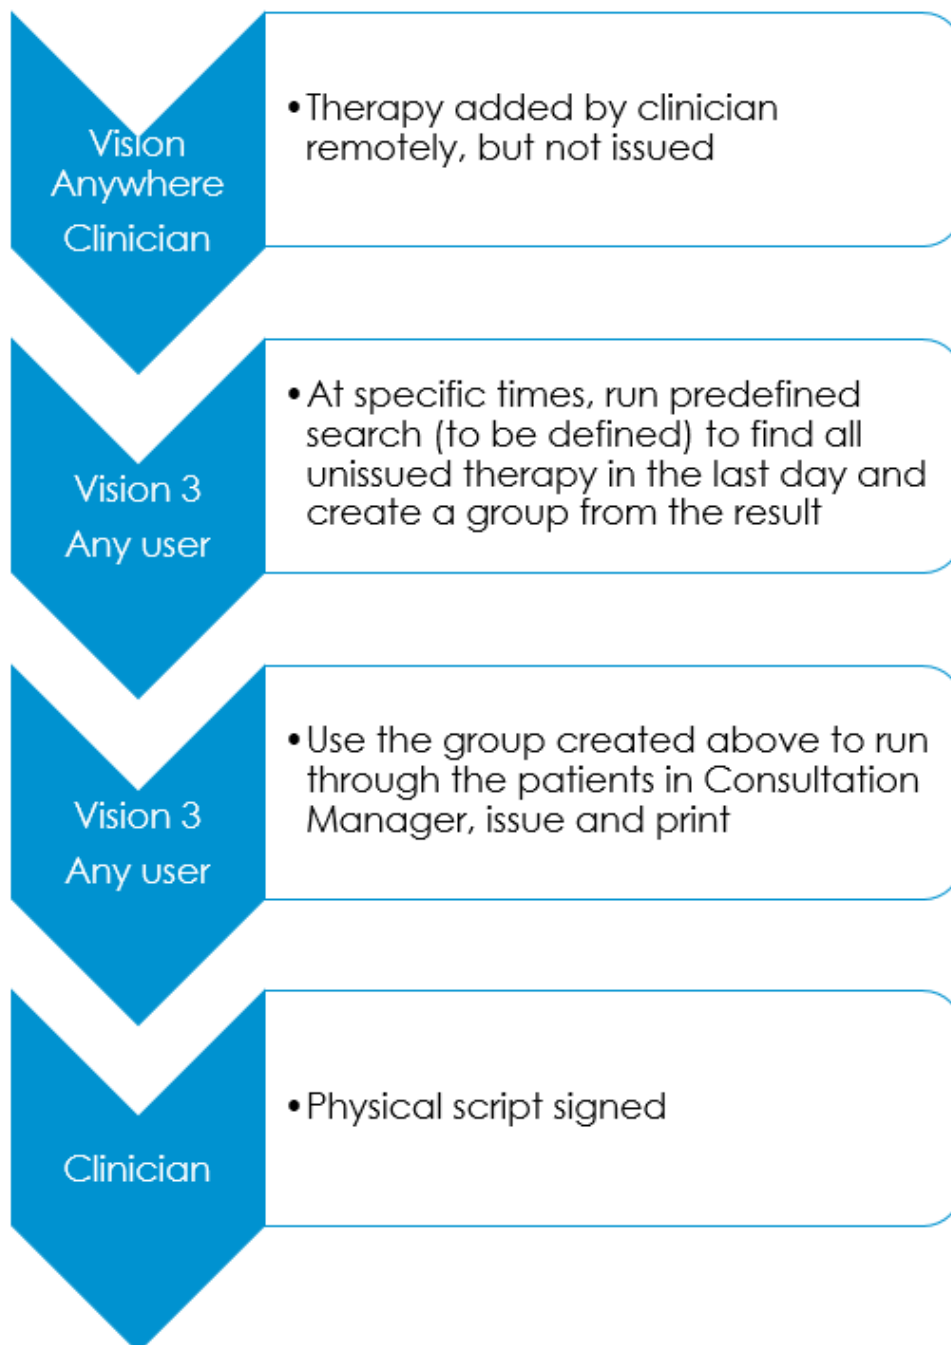 Vision
Anywhere
Clinician
•Therapy added by clinician
remotely, but not issued
Vision 3
Any user
•At specific times, run predefined
search (to be defined) to find all
unissued therapy in the last day and
create a group from the result
Vision 3
Any user
•Use the group created above to run
through the patients in Consultation
Manager, issue and print
Clinician
•Physical script signed